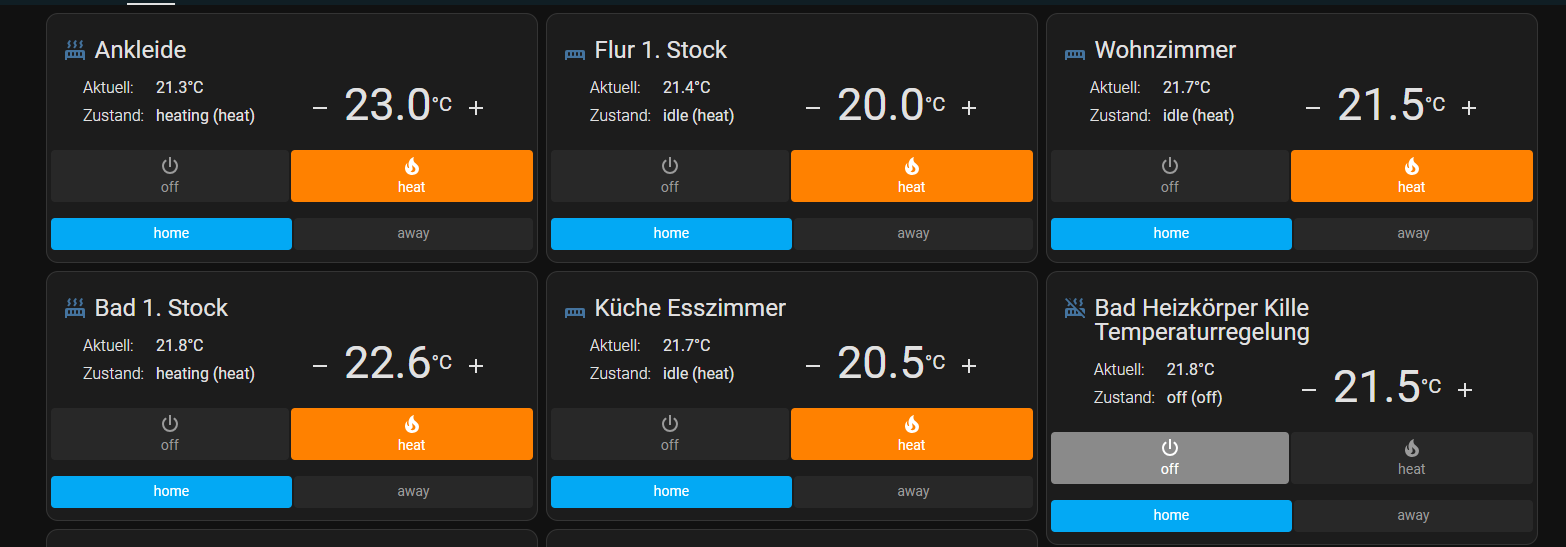 Ankleide
Aktuell: 21.3°C
Zustand: heating (heat)
− 23.0°C +
off
heat
home
away
Flur 1. Stock
Aktuell: 21.4°C
Zustand: idle (heat)
− 20.0°C +
off
heat
home
away
Wohnzimmer
Aktuell: 21.7°C
Zustand: idle (heat)
− 21.5°C +
off
heat
home
away
Bad 1. Stock
Aktuell: 21.8°C
Zustand: heating (heat)
− 22.6°C +
off
heat
home
away
Küche Esszimmer
Aktuell: 21.7°C
Zustand: idle (heat)
− 20.5°C +
off
heat
home
away
Bad Heizkörper Kille
Temperaturregelung
Aktuell: 21.8°C
Zustand: off (off)
− 21.5°C +
off
heat
home
away